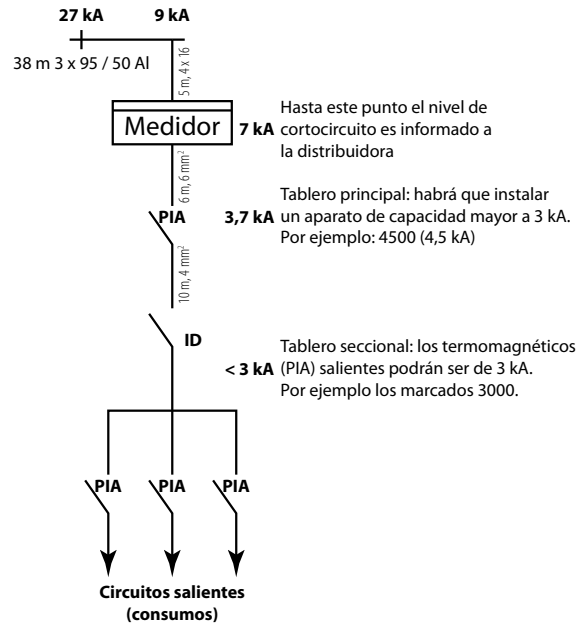 27 kA 9 kA
38 m 3 x 95 / 50 Al
5 m, 4 x 16
Medidor
7 kA
Hasta este punto el nivel de
cortocircuito es informado a
la distribuidora
6 m, 6 mm²
PIA
3,7 kA
Tablero principal: habrá que instalar
un aparato de capacidad mayor a 3 kA.
Por ejemplo: 4500 (4,5 kA)
10 m, 4 mm²
ID
< 3 kA
Tablero seccional: los termomagnéticos
(PIA) salientes podrán ser de 3 kA.
Por ejemplo los marcados 3000.
PIA PIA PIA
Circuitos salientes
(consumos)